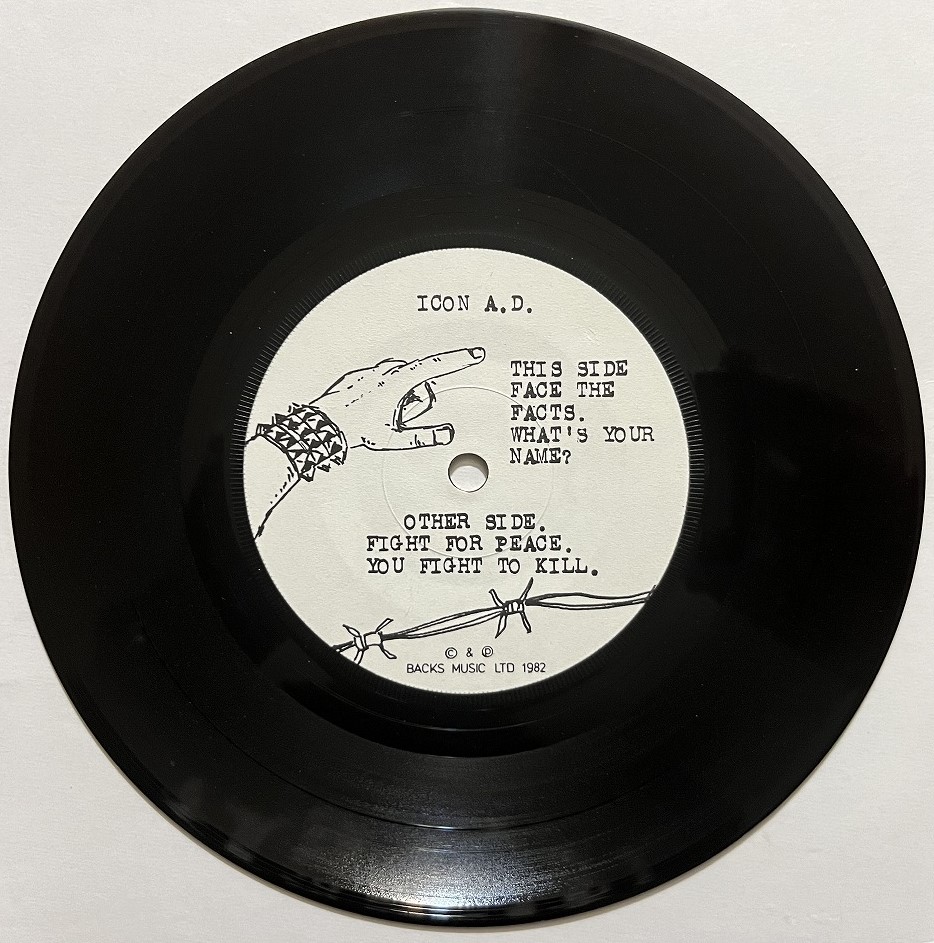 ICON A.D.
THIS SIDE
FACE THE
FACTS.
WHAT'S YOUR
NAME?
OTHER SIDE.
FIGHT FOR PEACE.
YOU FIGHT TO KILL.
© & ℗
BACKS MUSIC LTD 1982